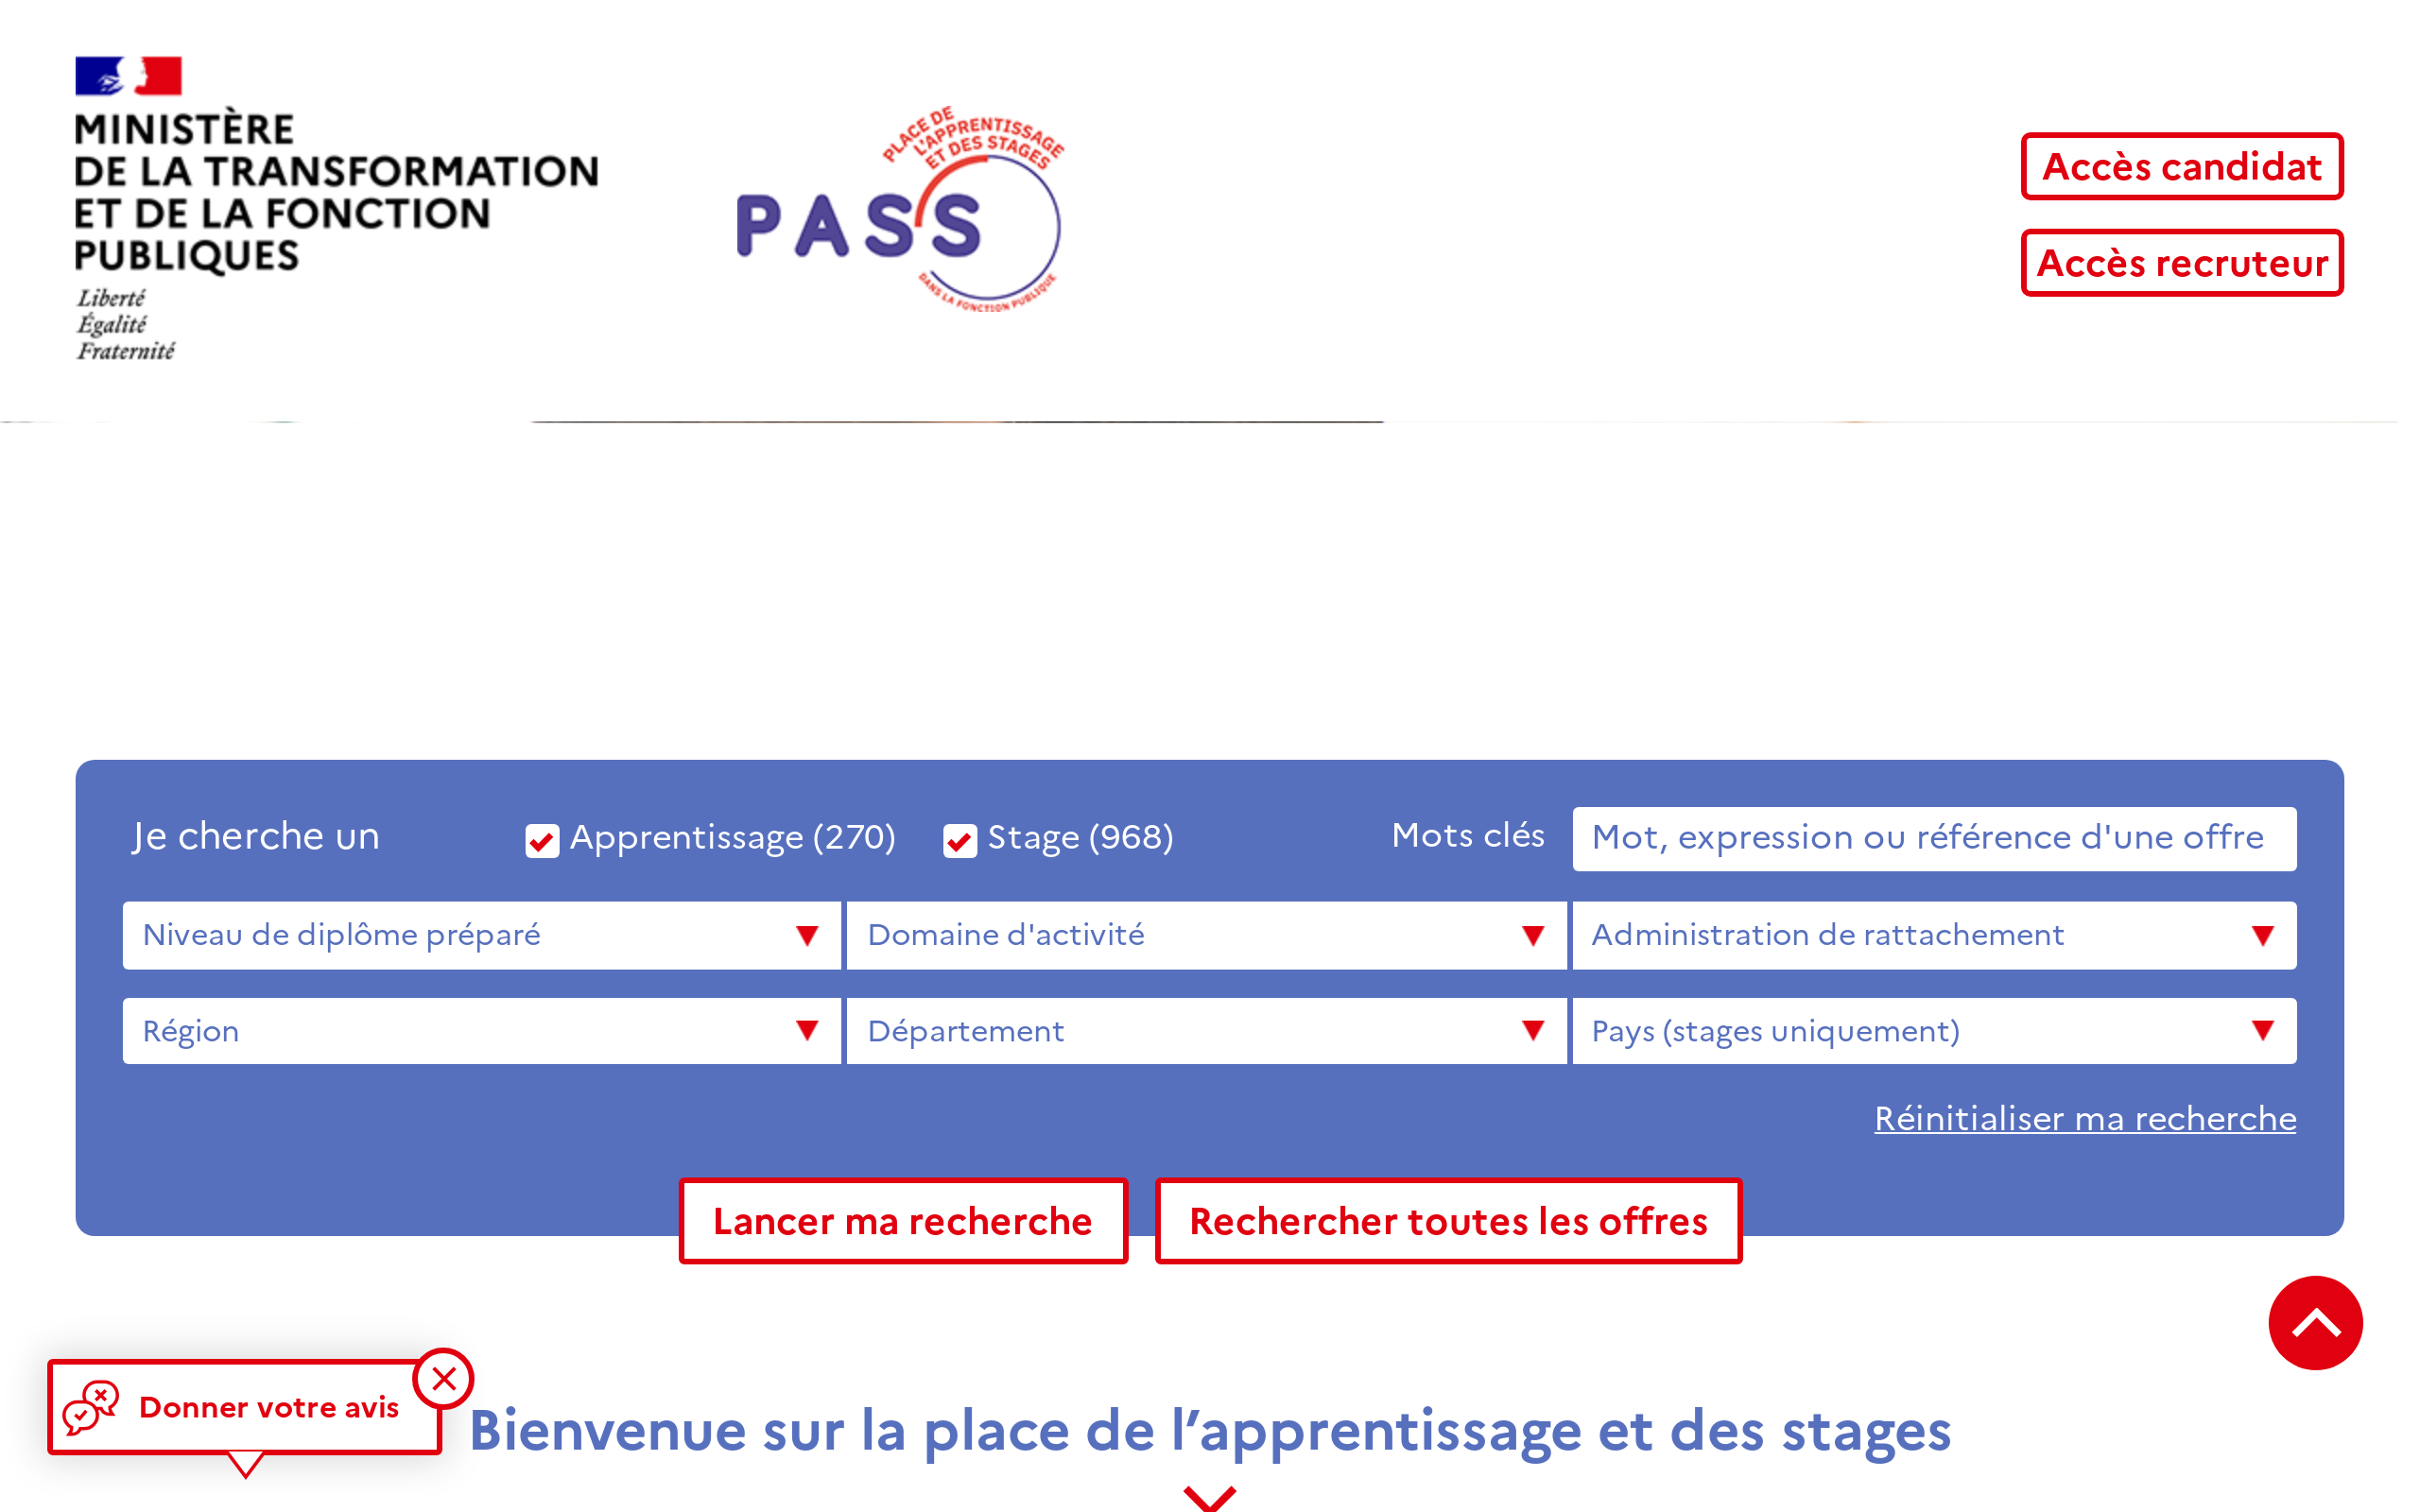 MINISTÈRE
DE LA TRANSFORMATION
ET DE LA FONCTION
PUBLIQUES
Liberté
Égalité
Fraternité
PLACE DE
L'APPRENTISSAGE
ET DES STAGES
PASS
DANS LA FONCTION PUBLIQUE
Accès candidat
Accès recruteur
Je cherche un
Apprentissage (270)
Stage (968)
Mots clés
Mot, expression ou référence d'une offre
Niveau de diplôme préparé
Domaine d'activité
Administration de rattachement
Région
Département
Pays (stages uniquement)
Réinitialiser ma recherche
Lancer ma recherche
Rechercher toutes les offres
Donner votre avis
Bienvenue sur la place de l’apprentissage et des stages